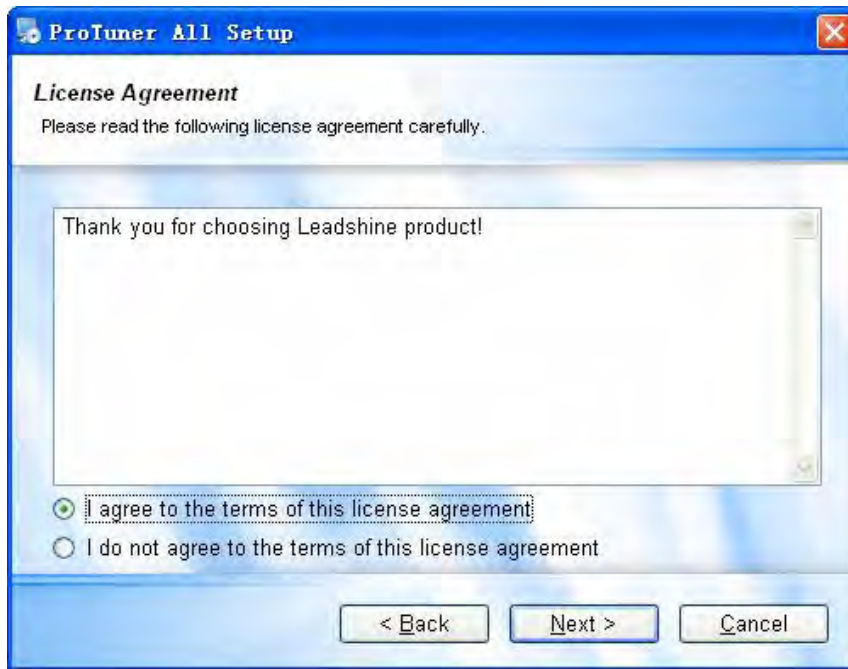 ProTuner All Setup
License Agreement
Please read the following license agreement carefully.
Thank you for choosing Leadshine product!
I agree to the terms of this license agreement
I do not agree to the terms of this license agreement
< Back Next > Cancel